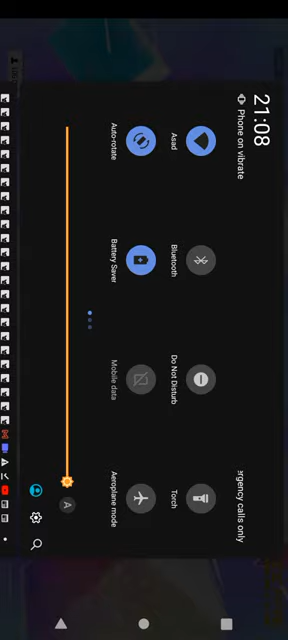 21:08
Phone on vibrate
ergency calls only
Asad
Bluetooth
Do Not Disturb
Torch
Auto-rotate
Battery Saver
Mobile data
Aeroplane mode
A